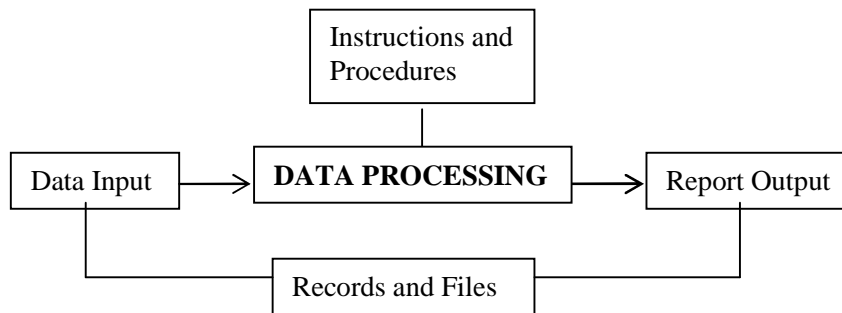 Instructions and
Procedures
Data Input
DATA PROCESSING
Report Output
Records and Files